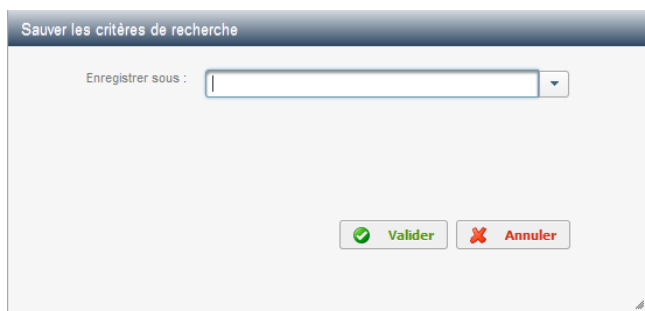 Sauver les critères de recherche
Enregistrer sous :
Valider
Annuler